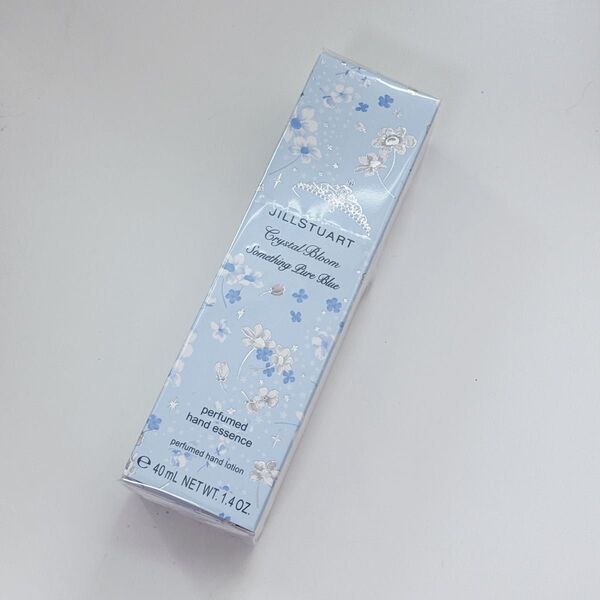 JILLSTUART
Crystal Bloom
Something Pure Blue
perfumed
hand essence
perfumed hand lotion
℮ 40 mL NET WT. 1.4 OZ.